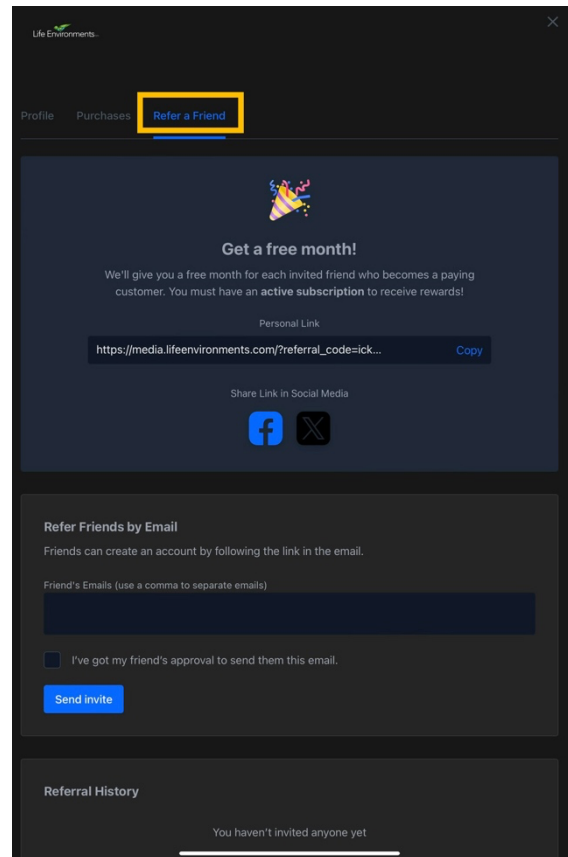 Life Environments
Profile Purchases Refer a Friend
Get a free month!
We'll give you a free month for each invited friend who becomes a paying
customer. You must have an active subscription to receive rewards!
Personal Link
https://media.lifeenvironments.com/?referral_code=ick... Copy
Share Link in Social Media
Refer Friends by Email
Friends can create an account by following the link in the email.
Friend's Emails (use a comma to separate emails)
I've got my friend's approval to send them this email.
Send invite
Referral History
You haven't invited anyone yet